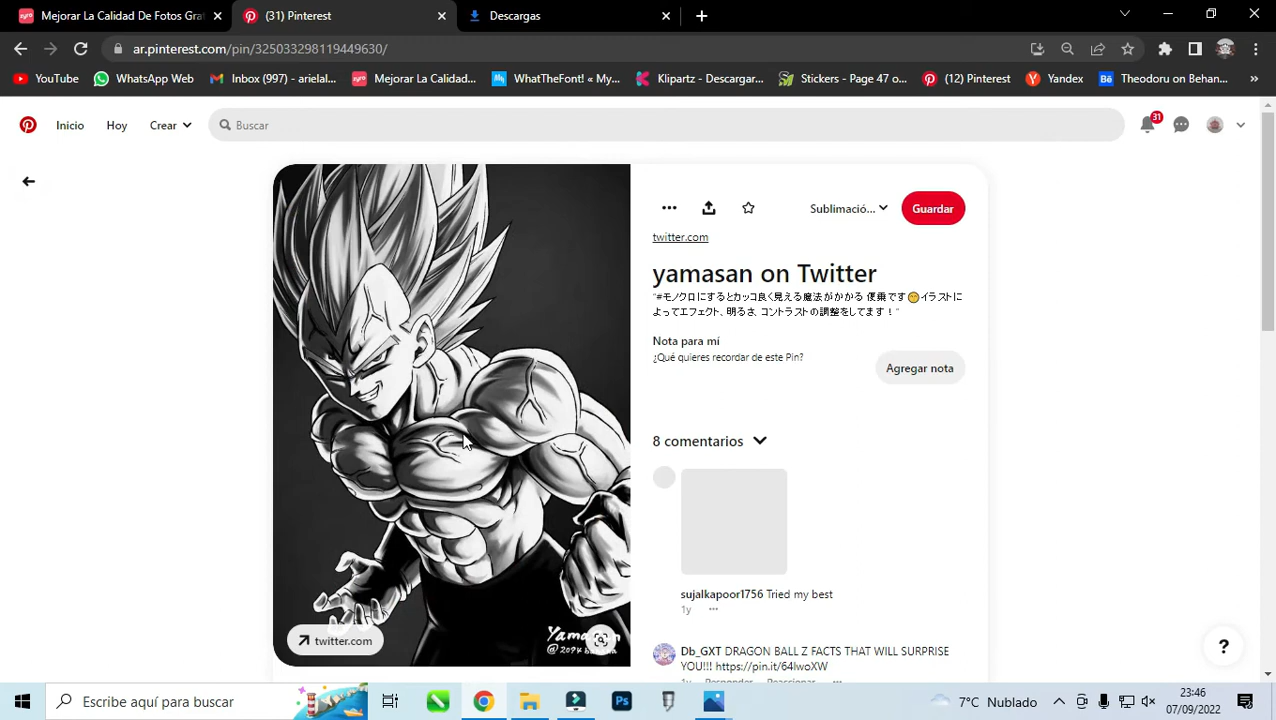 Mejorar La Calidad De Fotos Grat
(31) Pinterest
Descargas
ar.pinterest.com/pin/325033298119449630/
YouTube
WhatsApp Web
Inbox (997) - arielal...
Mejorar La Calidad...
WhatTheFont! « My...
Klipartz - Descargar...
Stickers - Page 47 o...
(12) Pinterest
Yandex
Theodoru on Behan...
»
Inicio
Hoy
Crear
Buscar
31
Sublimació...
Guardar
twitter.com
yamasan on Twitter
"#モノクロにするとカッコ良く見える魔法がかかる 便乗です😁イラストに
よってエフェクト、明るさ、コントラストの調整をしてます！"
Nota para mí
¿Qué quieres recordar de este Pin?
Agregar nota
8 comentarios
sujalkapoor1756 Tried my best
1y
Db_GXT DRAGON BALL Z FACTS THAT WILL SURPRISE
YOU!!! https://pin.it/64IwoXW
1y Responder Reaccionar
twitter.com
?
Escribe aquí para buscar
Ps
7°C Nublado
23:46
07/09/2022